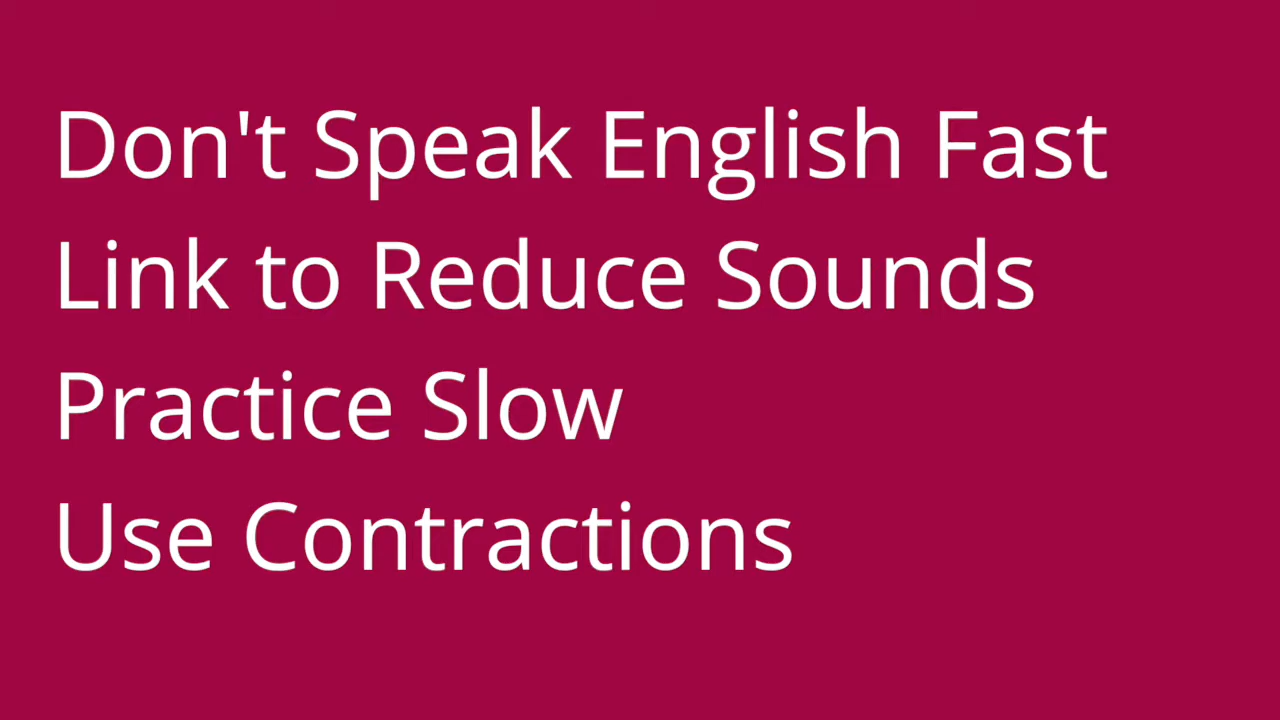 Don't Speak English Fast
Link to Reduce Sounds
Practice Slow
Use Contractions